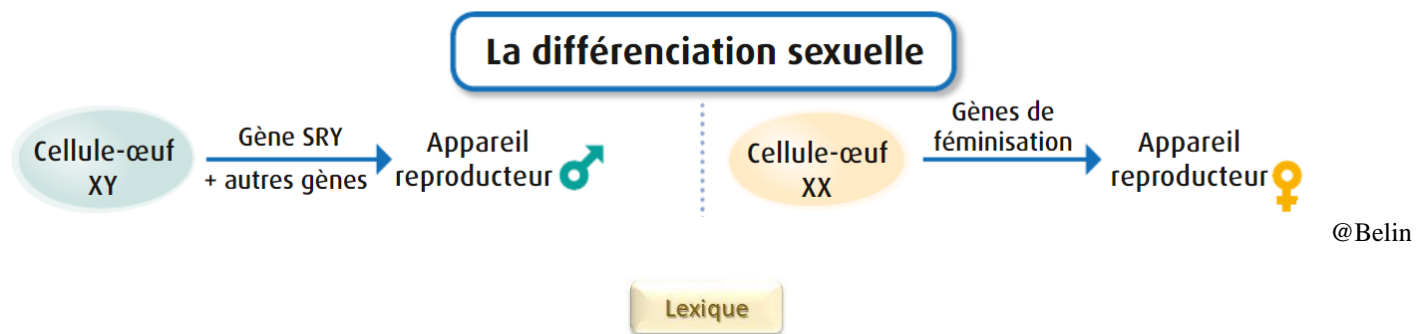 La différenciation sexuelle
Cellule-œuf
XY
Gène SRY
+ autres gènes
Appareil
reproducteur
Cellule-œuf
XX
Gènes de
féminisation
Appareil
reproducteur
@Belin
Lexique